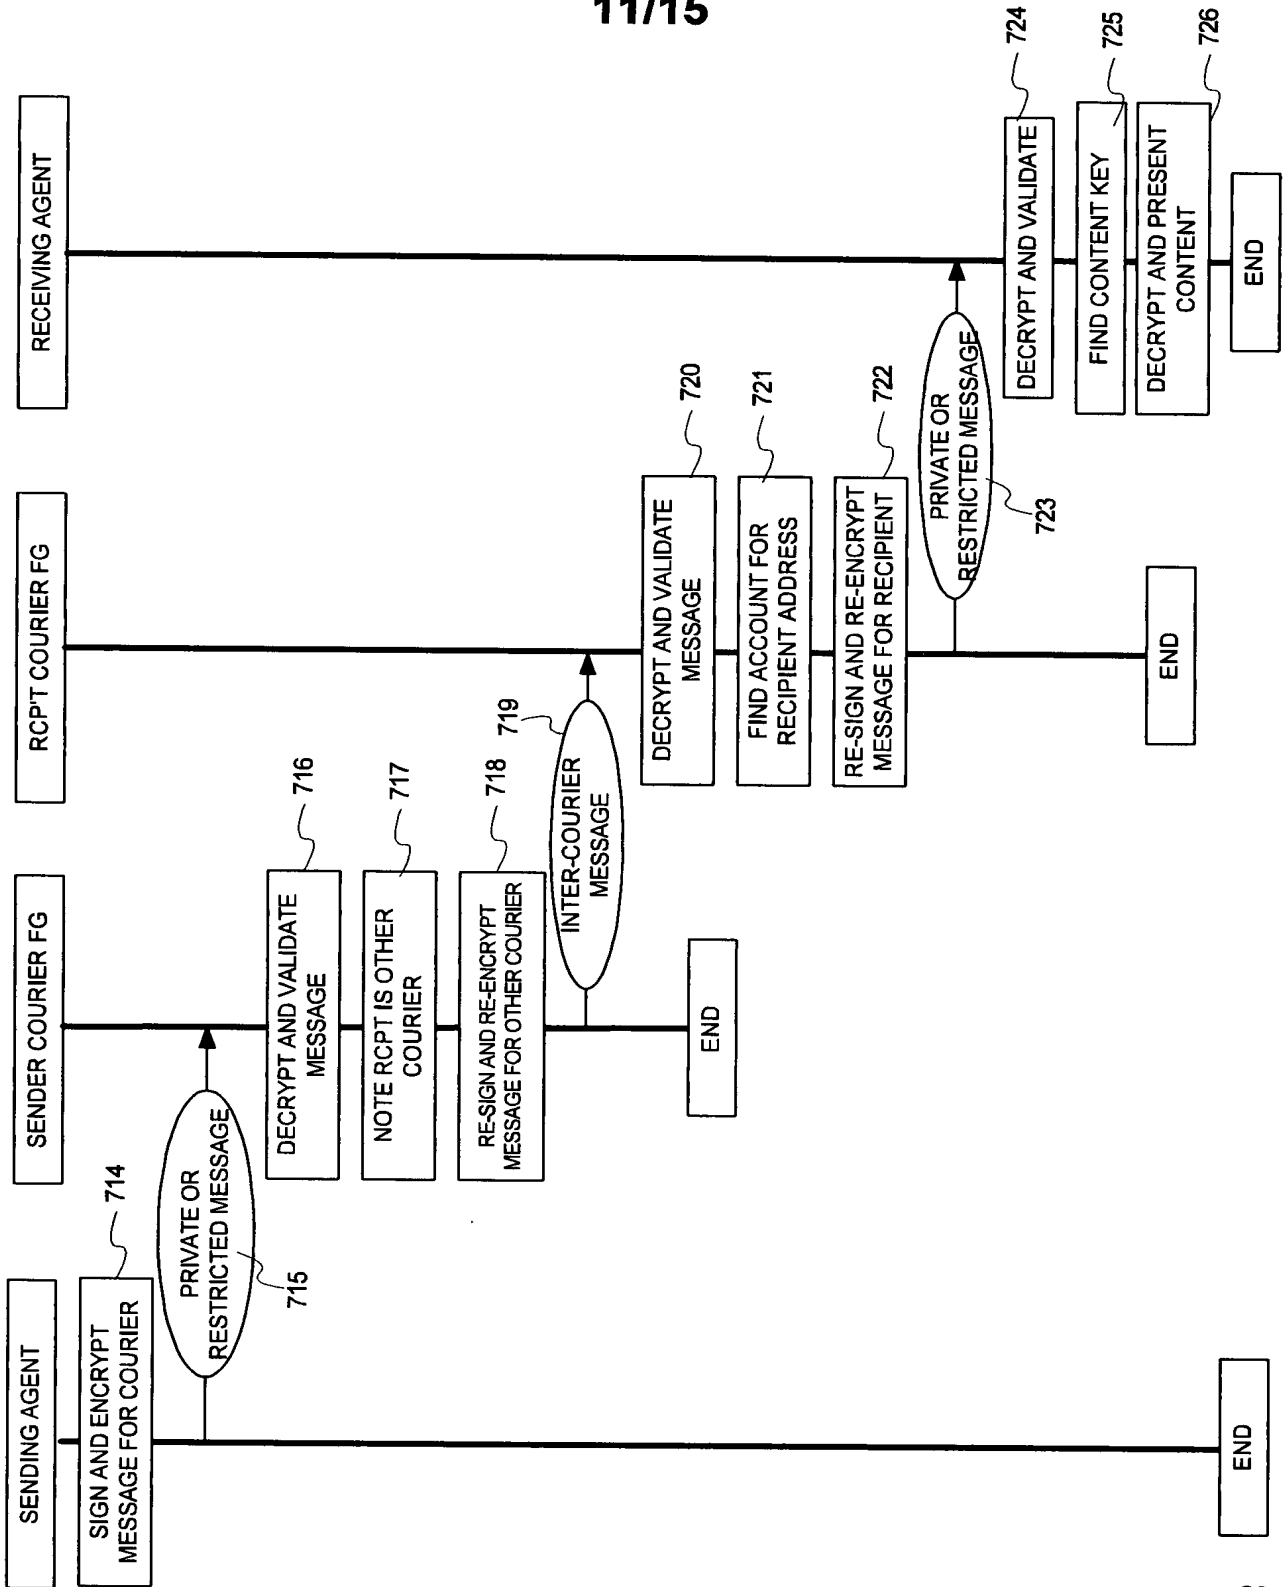 11/15
SENDING AGENT
SENDER COURIER FG
RCP'T COURIER FG
RECEIVING AGENT
SIGN AND ENCRYPT
MESSAGE FOR COURIER
714
PRIVATE OR
RESTRICTED MESSAGE
715
DECRYPT AND VALIDATE
MESSAGE
716
NOTE RCPT IS OTHER
COURIER
717
RE-SIGN AND RE-ENCRYPT
MESSAGE FOR OTHER COURIER
718
INTER-COURIER
MESSAGE
719
END
DECRYPT AND VALIDATE
MESSAGE
720
FIND ACCOUNT FOR
RECIPIENT ADDRESS
721
RE-SIGN AND RE-ENCRYPT
MESSAGE FOR RECIPIENT
722
PRIVATE OR
RESTRICTED MESSAGE
723
END
DECRYPT AND VALIDATE
724
FIND CONTENT KEY
725
DECRYPT AND PRESENT
CONTENT
726
END
END